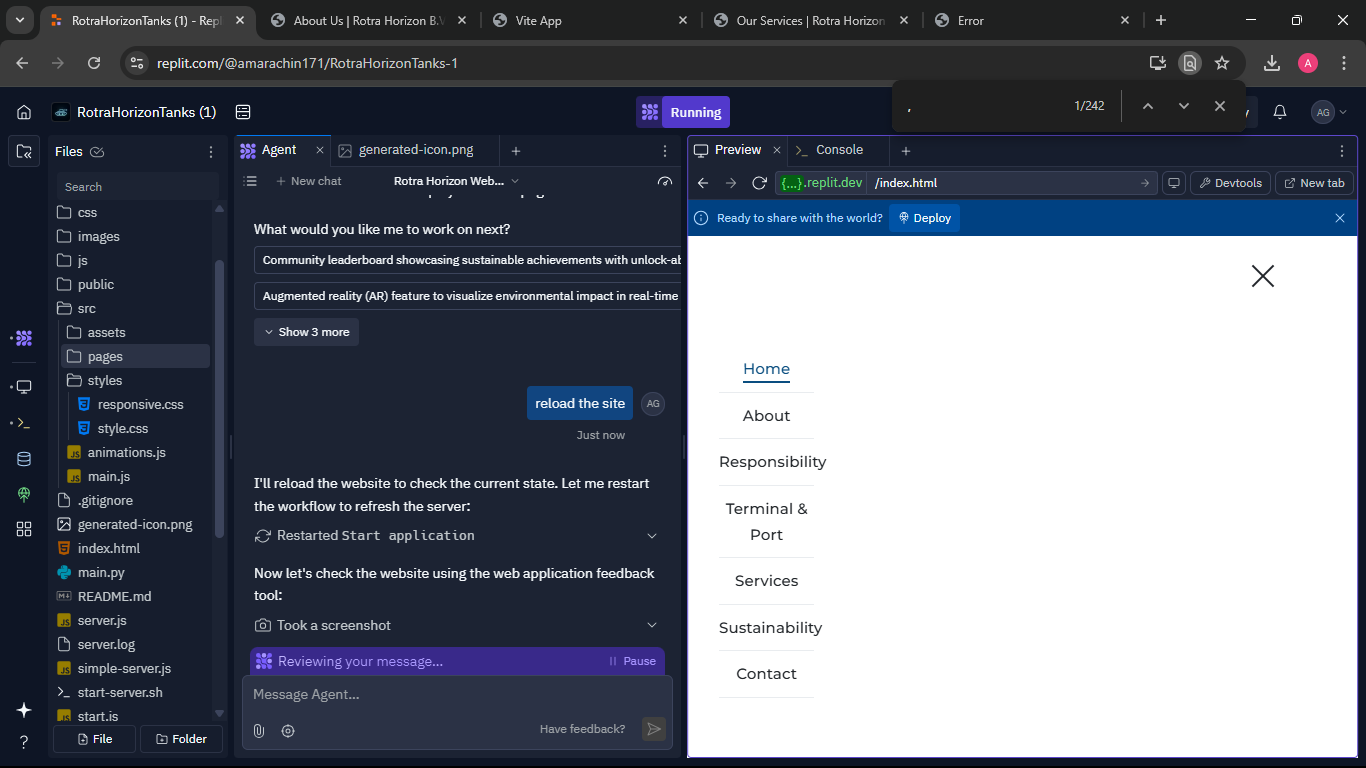 RotraHorizonTanks (1) - Repl
About Us | Rotra Horizon B.V
Vite App
Our Services | Rotra Horizon
Error
replit.com/@amarachin171/RotraHorizonTanks-1
A
RotraHorizonTanks (1)
Running
,
1/242
AG
Files
Search
css
images
js
public
src
assets
pages
styles
responsive.css
style.css
animations.js
main.js
.gitignore
generated-icon.png
index.html
main.py
README.md
server.js
server.log
simple-server.js
start-server.sh
start.js
File
Folder
Agent
generated-icon.png
New chat
Rotra Horizon Web...
What would you like me to work on next?
Community leaderboard showcasing sustainable achievements with unlock-ab
Augmented reality (AR) feature to visualize environmental impact in real-time
Show 3 more
reload the site
AG
Just now
I'll reload the website to check the current state. Let me restart
the workflow to refresh the server:
Restarted Start application
Now let's check the website using the web application feedback
tool:
Took a screenshot
Reviewing your message...
Pause
Message Agent...
Have feedback?
Preview
Console
{...}.replit.dev
/index.html
Devtools
New tab
Ready to share with the world?
Deploy
Home
About
Responsibility
Terminal &
Port
Services
Sustainability
Contact